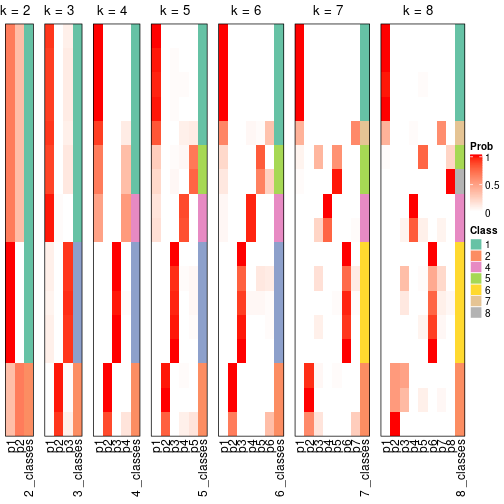 k = 2 k = 3 k = 4 k = 5 k = 6 k = 7 k = 8
Prob
1
0.5
0
Class
1
2
4
5
6
7
8
p1 p2 2_classes p1 p2 p3 3_classes p1 p2 p3 p4 4_classes p1 p2 p3 p4 p5 5_classes p1 p2 p3 p4 p5 p6 6_classes p1 p2 p3 p4 p5 p6 p7 7_classes p1 p2 p3 p4 p5 p6 p7 p8 8_classes